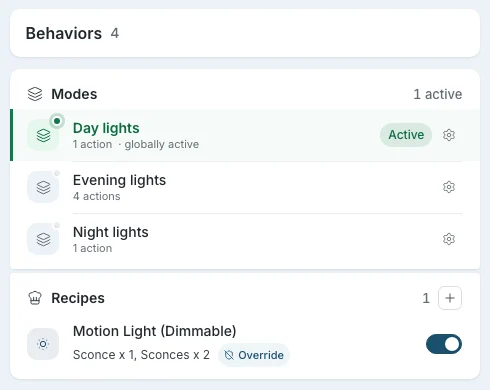 Behaviors 4
Modes 1 active
Day lights
1 action · globally active
Active
Evening lights
4 actions
Night lights
1 action
Recipes 1
Motion Light (Dimmable)
Sconce x 1, Sconces x 2 Override